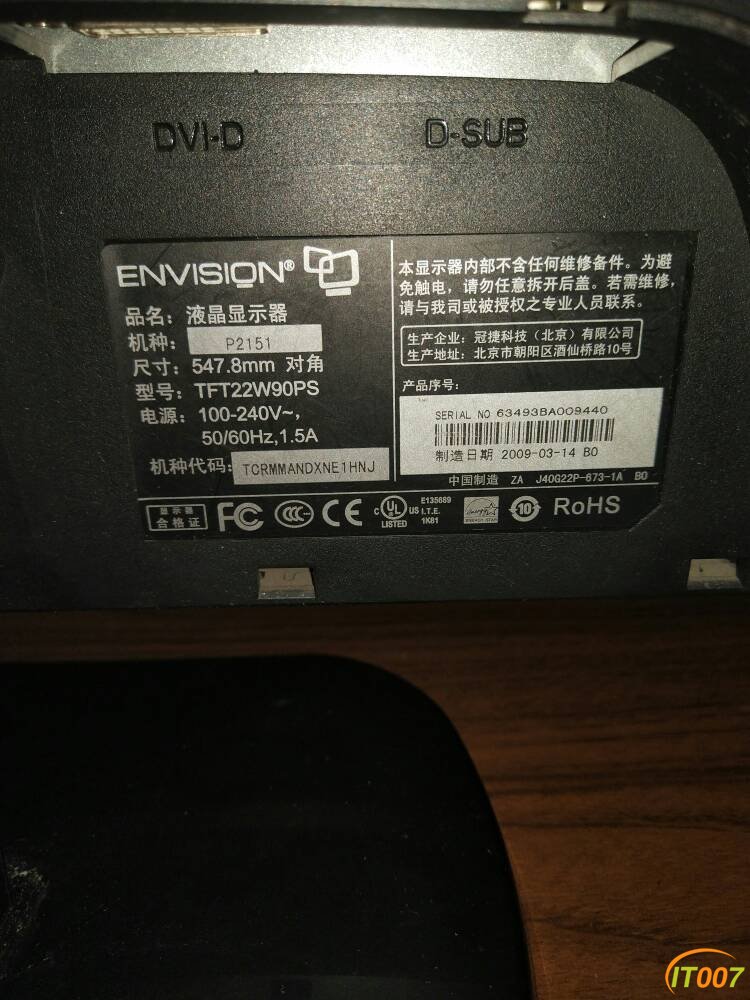 DVI-D
D-SUB
ENVISION®
品名：液晶显示器
机种：P2151
尺寸：547.8mm 对角
型号：TFT22W90PS
电源：100-240V~,
50/60Hz,1.5A
机种代码：TCRMMANDXNE1HNJ
本显示器内部不含任何维修备件。为避
免触电，请勿任意拆开后盖。若需维修，
请与我司或被授权之专业人员联系。
生产企业：冠捷科技（北京）有限公司
生产地址：北京市朝阳区酒仙桥路10号
产品序号：
SERIAL NO 63493BA009440
制造日期 2009-03-14 B0
中国制造 ZA J40G22P-673-1A B0
显示器
合格证
FC
CCC
CE
C UL US
LISTED
E135689
I.T.E.
1K81
energy
ENERGY STAR
10
RoHS
IT007